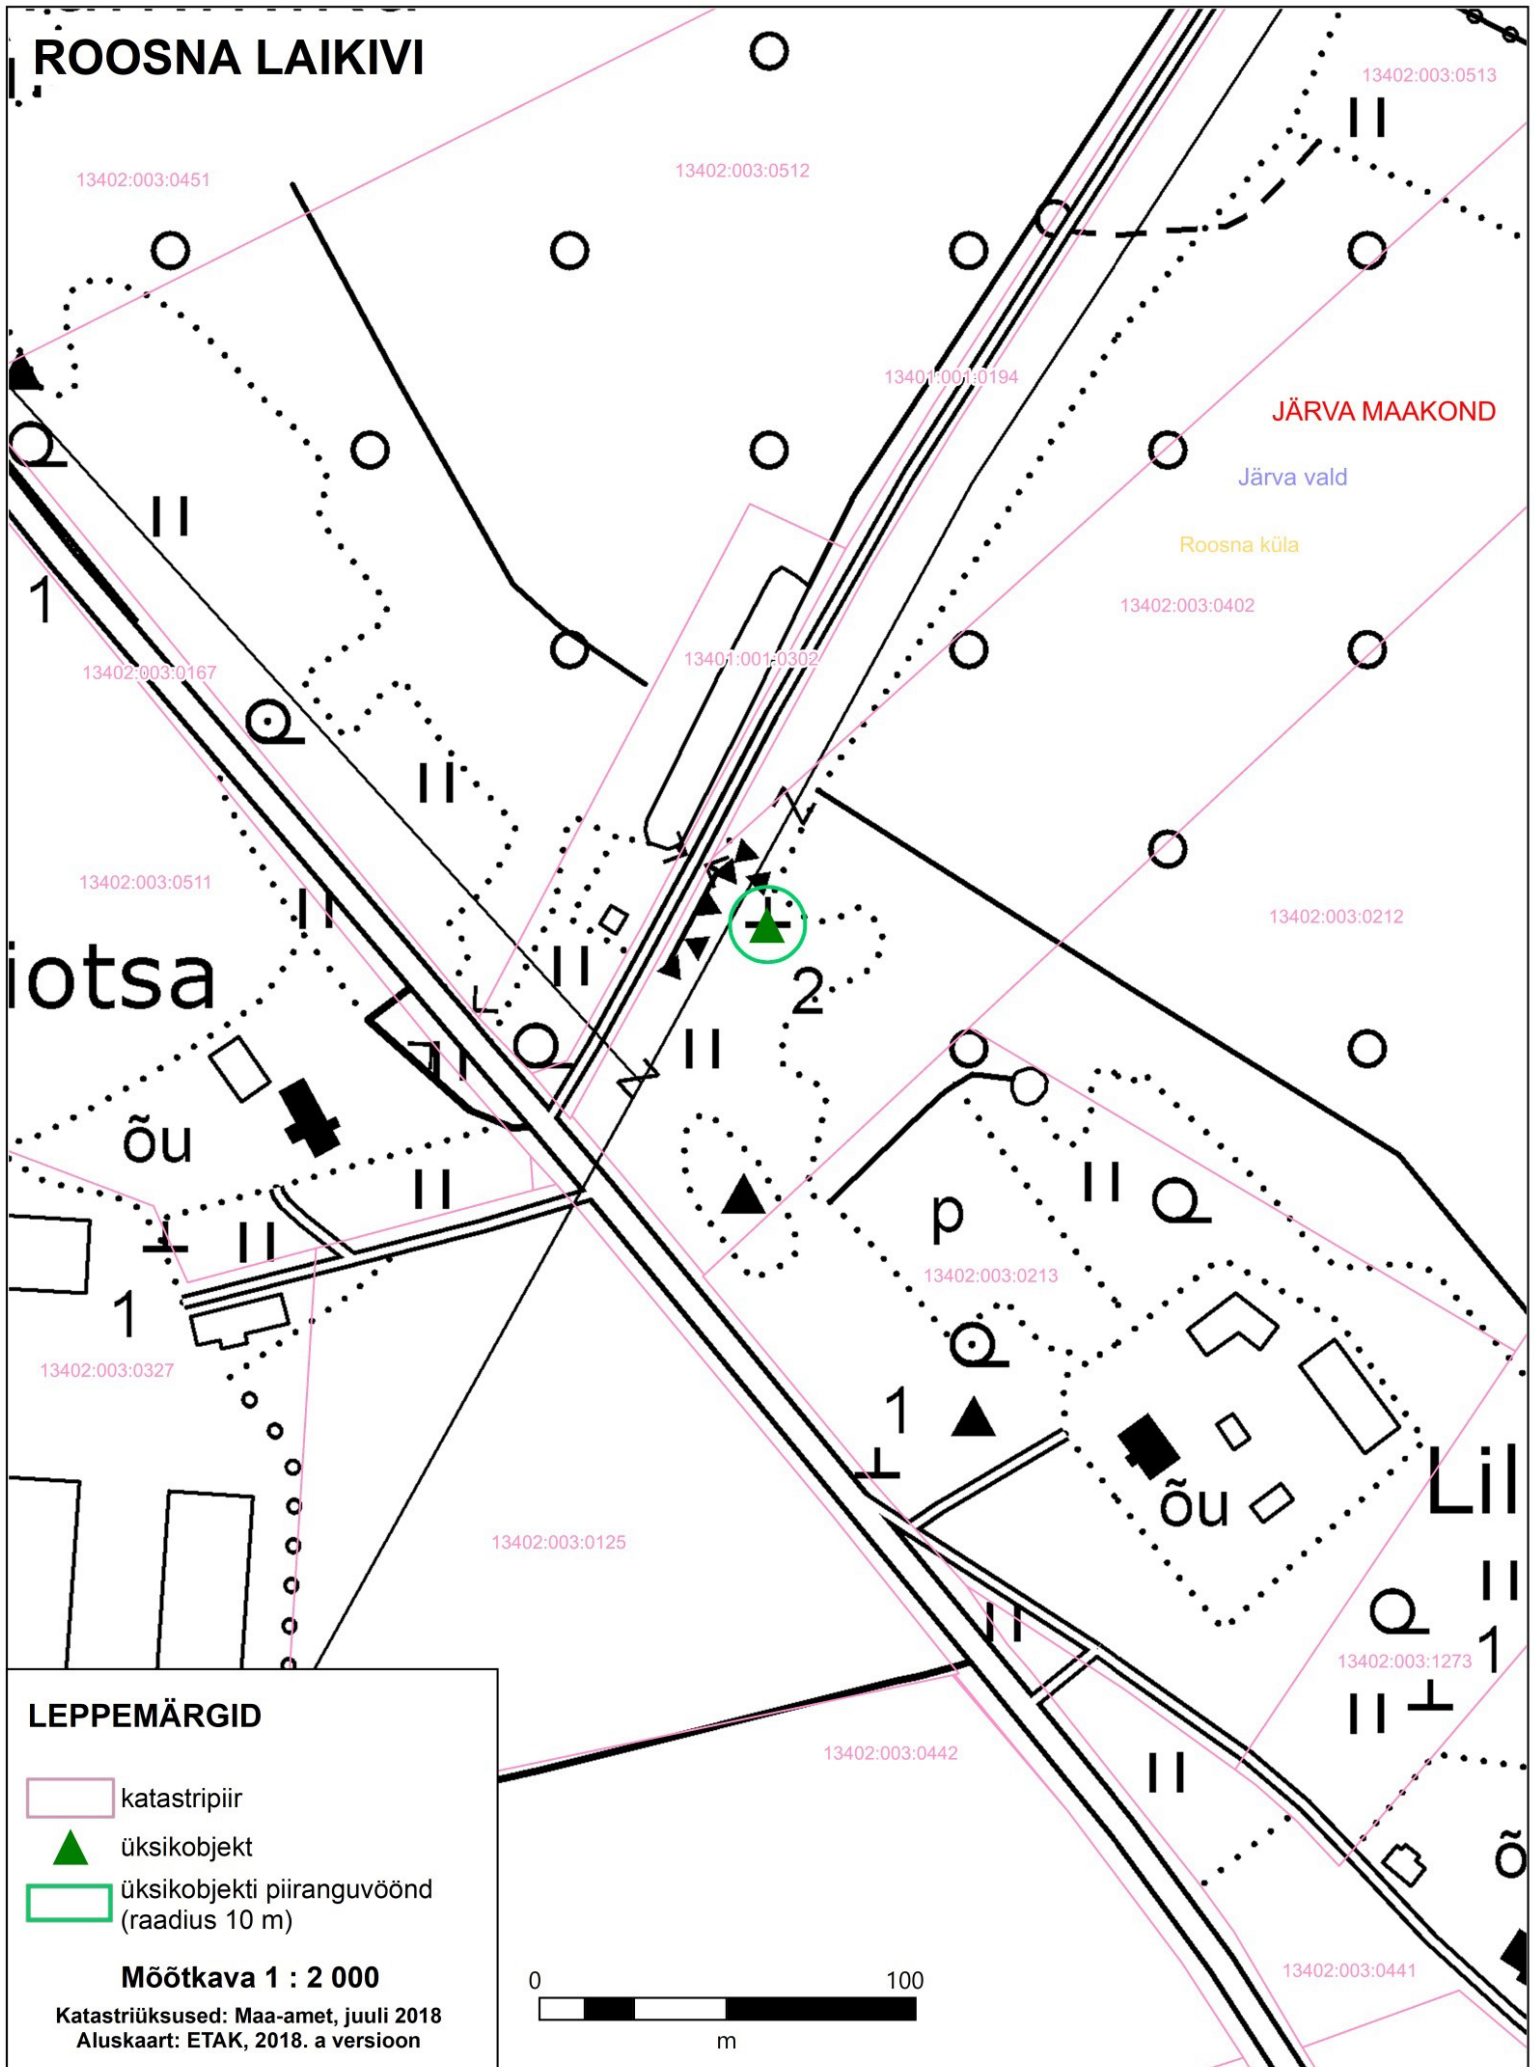 ROOSNA LAIKIVI
13402:003:0513
13402:003:0451
13402:003:0512
13401:001:0194
JÄRVA MAAKOND
Järva vald
Roosna küla
13402:003:0402
1
13402:003:0167
13401:001:0302
13402:003:0511
13402:003:0212
iotsa
2
õu
p
13402:003:0213
1
13402:003:0327
1
Lil
õu
13402:003:0125
1
13402:003:1273
13402:003:0442
õ
13402:003:0441
LEPPEMÄRGID
katastripiir
üksikobjekt
üksikobjekti piiranguvöönd
(raadius 10 m)
Mõõtkava 1 : 2 000
Katastriüksused: Maa-amet, juuli 2018
Aluskaart: ETAK, 2018. a versioon
0 100
m